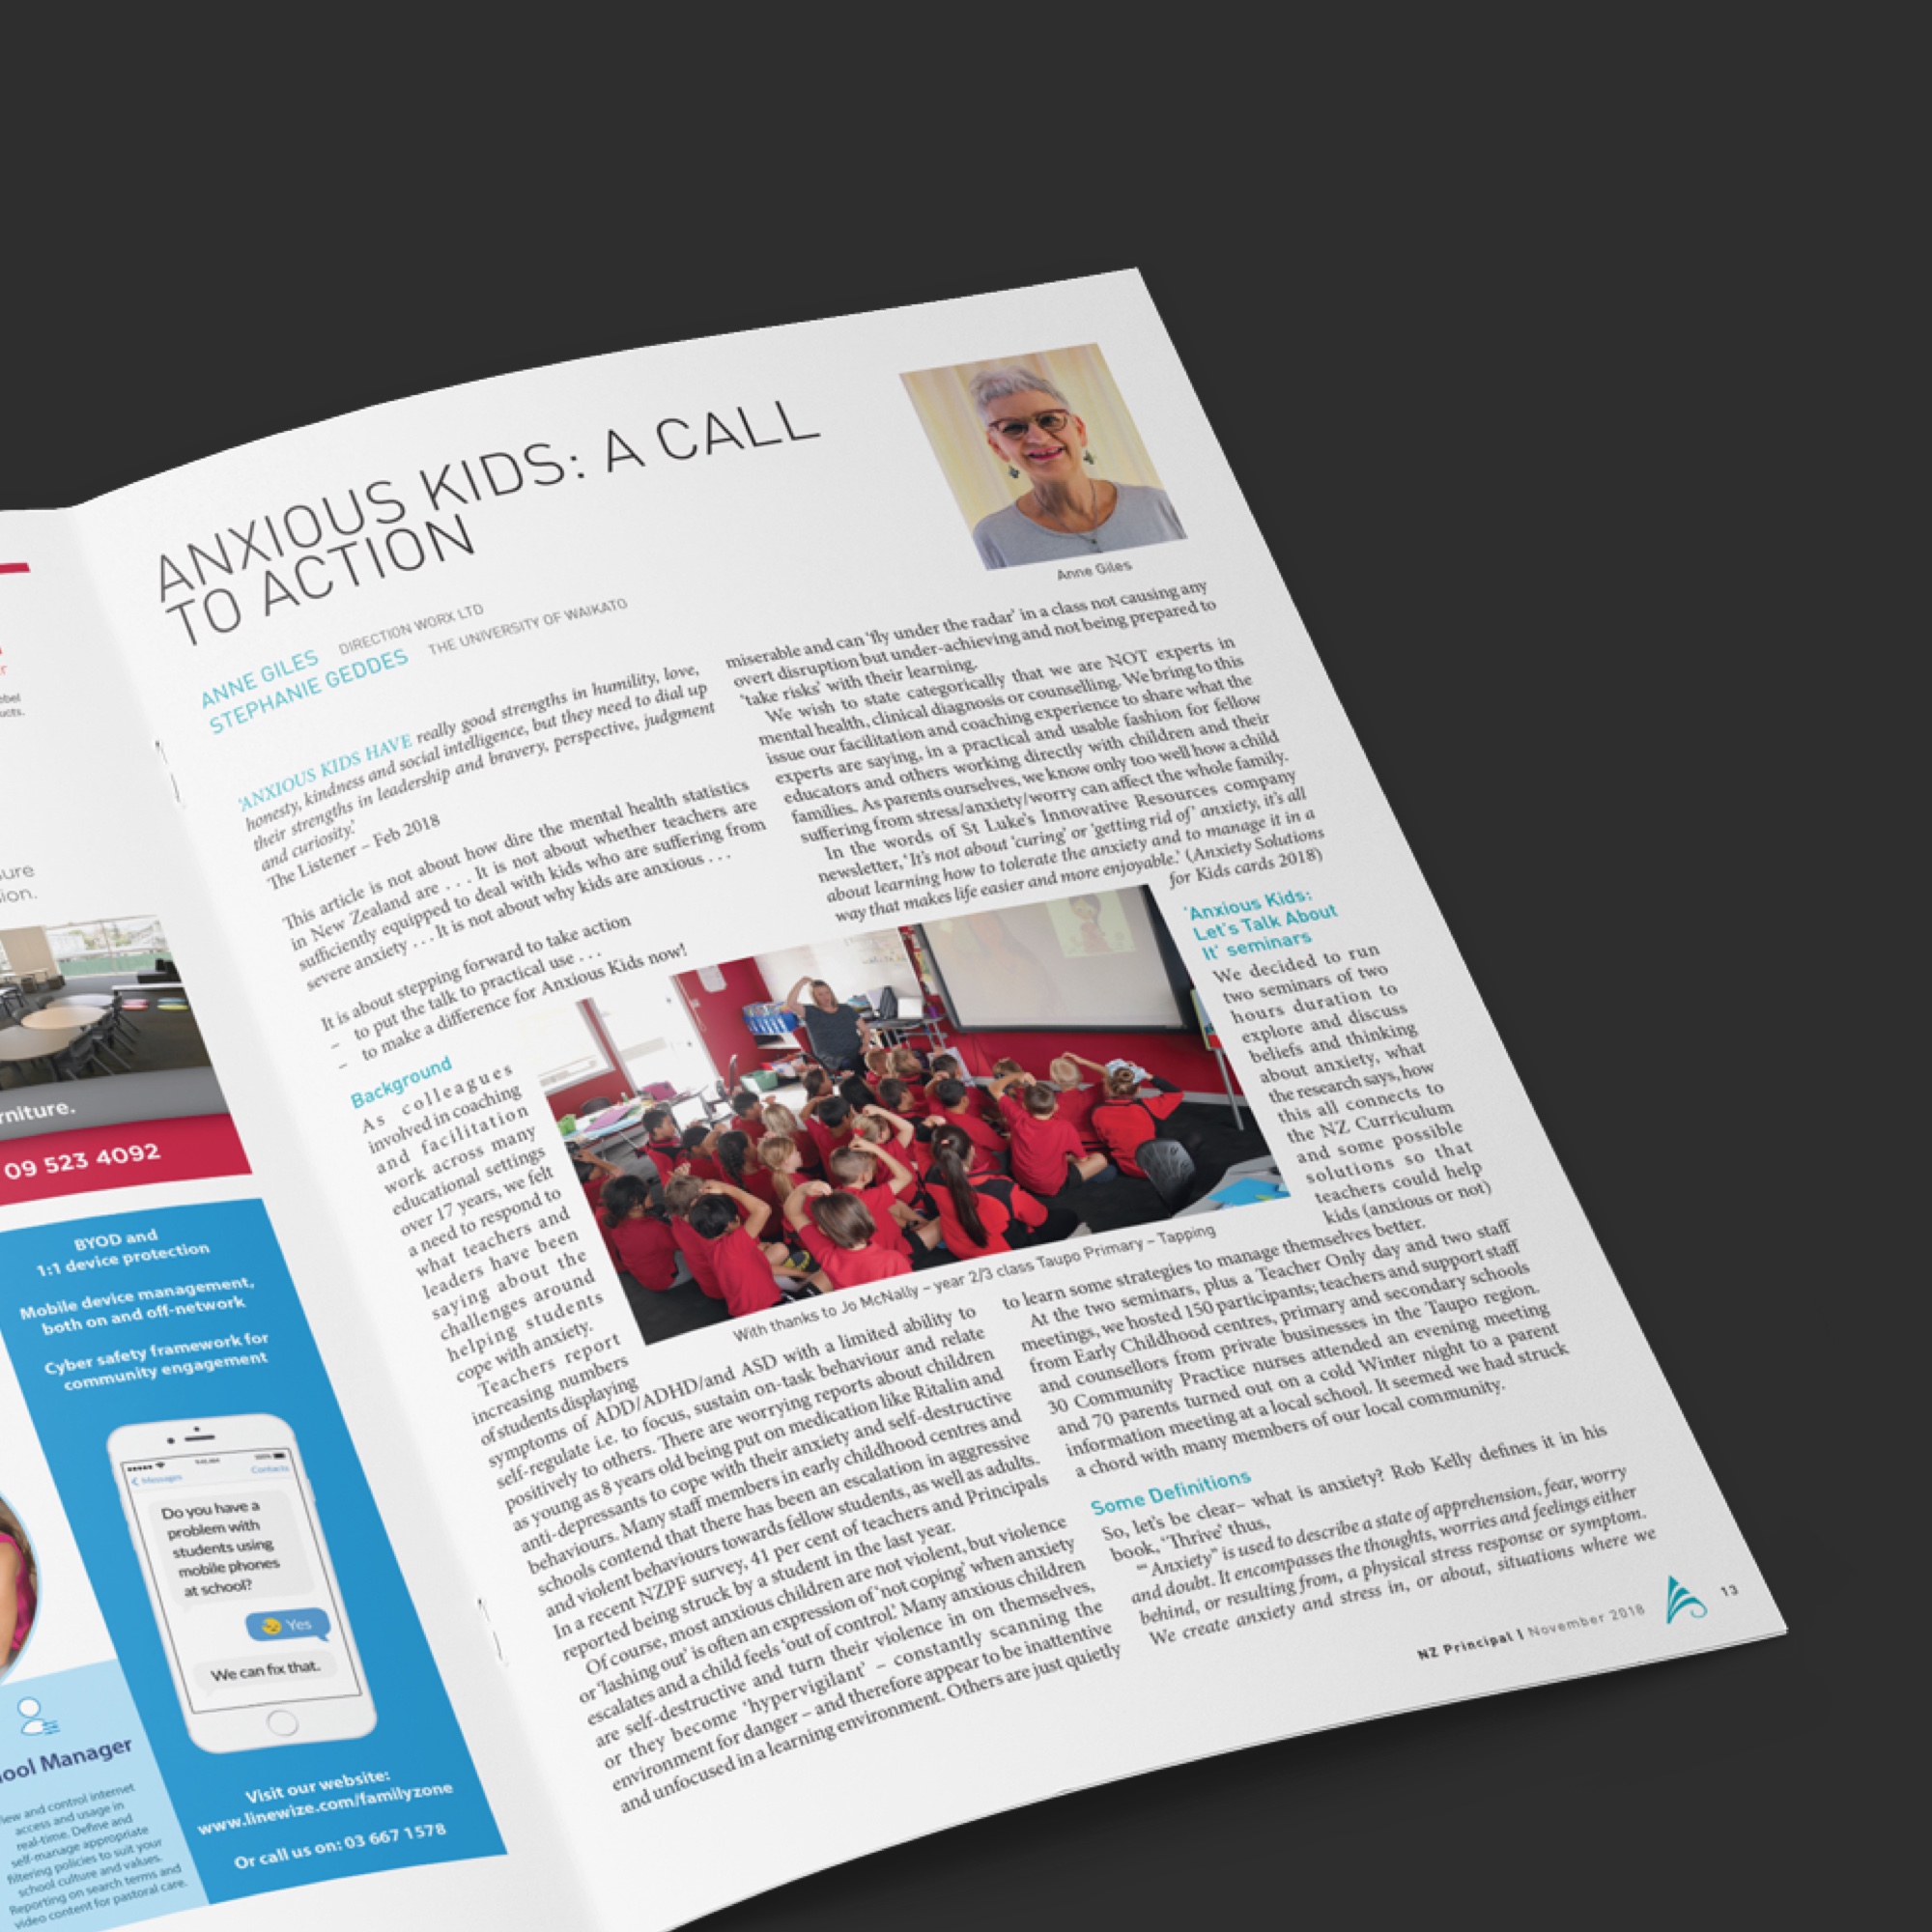 ure
ion.
rniture.
09 523 4092
BYOD and
1:1 device protection
Mobile device management,
both on and off-network
Cyber safety framework for
community engagement
Messages
Contacts
Do you have a
problem with
students using
mobile phones
at school?
Yes
We can fix that.
Visit our website:
www.linewize.com/familyzone
Or call us on: 03 667 1578
ool Manager
iew and control internet
access and usage in
real-time. Define and
self-manage appropriate
filtering policies to suit your
school culture and values.
Reporting on search terms and
video content for pastoral care.
ANXIOUS KIDS: A CALL
TO ACTION
ANNE GILES DIRECTION WORX LTD
STEPHANIE GEDDES THE UNIVERSITY OF WAIKATO
Anne Giles
'ANXIOUS KIDS HAVE really good strengths in humility, love,
honesty, kindness and social intelligence, but they need to dial up
their strengths in leadership and bravery, perspective, judgment
and curiosity.'
The Listener – Feb 2018
This article is not about how dire the mental health statistics
in New Zealand are . . . It is not about whether teachers are
sufficiently equipped to deal with kids who are suffering from
severe anxiety . . . It is not about why kids are anxious . . .
It is about stepping forward to take action
– to put the talk to practical use . . .
– to make a difference for Anxious Kids now!
Background
As colleagues
involved in coaching
and facilitation
work across many
educational settings
over 17 years, we felt
a need to respond to
what teachers and
leaders have been
saying about the
challenges around
helping students
cope with anxiety.
Teachers report
increasing numbers
of students displaying
symptoms of ADD/ADHD/and ASD with a limited ability to
self-regulate i.e. to focus, sustain on-task behaviour and relate
positively to others. There are worrying reports about children
as young as 8 years old being put on medication like Ritalin and
anti-depressants to cope with their anxiety and self-destructive
behaviours. Many staff members in early childhood centres and
schools contend that there has been an escalation in aggressive
and violent behaviours towards fellow students, as well as adults.
In a recent NZPF survey, 41 per cent of teachers and Principals
reported being struck by a student in the last year.
Of course, most anxious children are not violent, but violence
or 'lashing out' is often an expression of 'not coping' when anxiety
escalates and a child feels 'out of control.' Many anxious children
are self-destructive and turn their violence in on themselves,
or they become 'hypervigilant' – constantly scanning the
environment for danger – and therefore appear to be inattentive
and unfocused in a learning environment. Others are just quietly
miserable and can 'fly under the radar' in a class not causing any
overt disruption but under-achieving and not being prepared to
'take risks' with their learning.
We wish to state categorically that we are NOT experts in
mental health, clinical diagnosis or counselling. We bring to this
issue our facilitation and coaching experience to share what the
experts are saying, in a practical and usable fashion for fellow
educators and others working directly with children and their
families. As parents ourselves, we know only too well how a child
suffering from stress/anxiety/worry can affect the whole family.
In the words of St Luke's Innovative Resources company
newsletter, 'It's not about 'curing' or 'getting rid of' anxiety, it's all
about learning how to tolerate the anxiety and to manage it in a
way that makes life easier and more enjoyable.' (Anxiety Solutions
for Kids cards 2018)
With thanks to Jo McNally – year 2/3 class Taupo Primary – Tapping
'Anxious Kids:
Let's Talk About
It' seminars
We decided to run
two seminars of two
hours duration to
explore and discuss
beliefs and thinking
about anxiety, what
the research says, how
this all connects to
the NZ Curriculum
and some possible
solutions so that
teachers could help
kids (anxious or not)
to learn some strategies to manage themselves better.
At the two seminars, plus a Teacher Only day and two staff
meetings, we hosted 150 participants; teachers and support staff
from Early Childhood centres, primary and secondary schools
and counsellors from private businesses in the Taupo region.
30 Community Practice nurses attended an evening meeting
and 70 parents turned out on a cold Winter night to a parent
information meeting at a local school. It seemed we had struck
a chord with many members of our local community.
Some Definitions
So, let's be clear– what is anxiety? Rob Kelly defines it in his
book, 'Thrive' thus,
'"Anxiety" is used to describe a state of apprehension, fear, worry
and doubt. It encompasses the thoughts, worries and feelings either
behind, or resulting from, a physical stress response or symptom.
We create anxiety and stress in, or about, situations where we
NZ Principal | November 2018 13